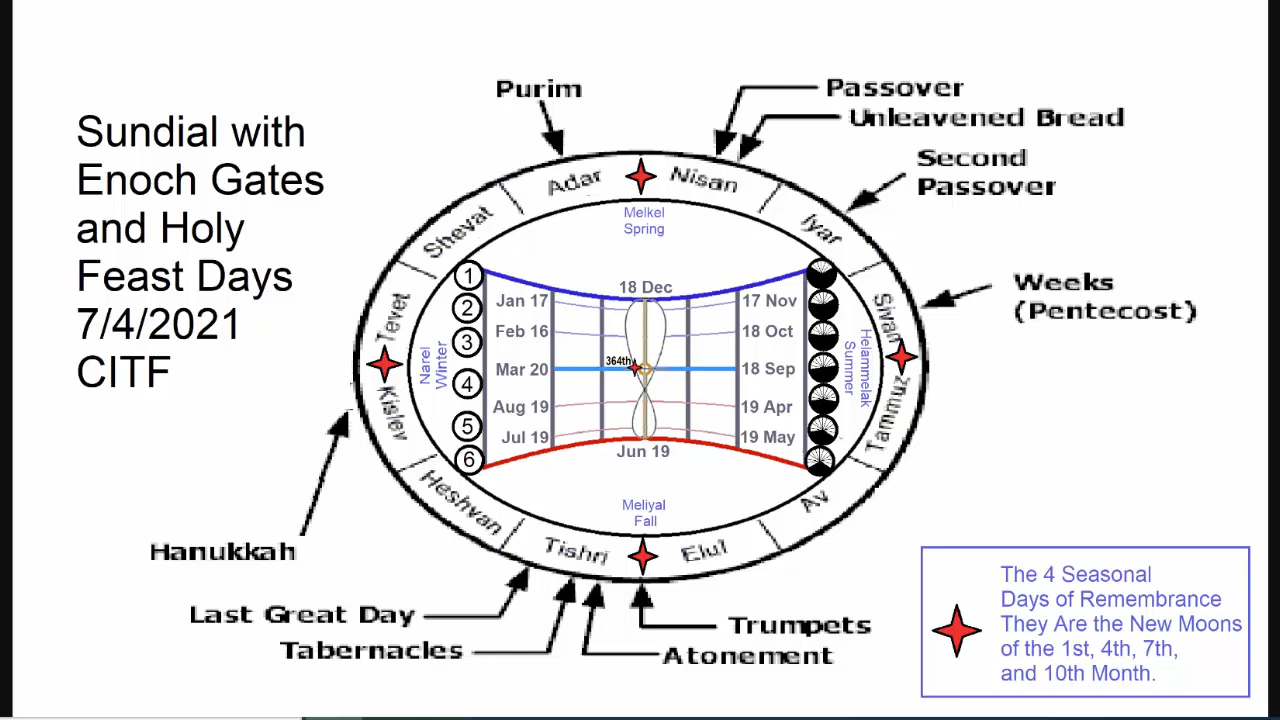 Sundial with
Enoch Gates
and Holy
Feast Days
7/4/2021
CITF
Purim
Passover
Unleavened Bread
Second
Passover
Weeks
(Pentecost)
Adar
Nisan
Iyar
Sivan
Tammuz
Av
Elul
Tishri
Heshvan
Kislev
Tevet
Shevat
Melkel
Spring
Helammelak
Summer
Meliyal
Fall
Narel
Winter
1
2
3
4
5
6
18 Dec
Jan 17
17 Nov
Feb 16
18 Oct
364th
Mar 20
18 Sep
Aug 19
19 Apr
Jul 19
19 May
Jun 19
Hanukkah
Last Great Day
Tabernacles
Trumpets
Atonement
The 4 Seasonal
Days of Remembrance
They Are the New Moons
of the 1st, 4th, 7th,
and 10th Month.